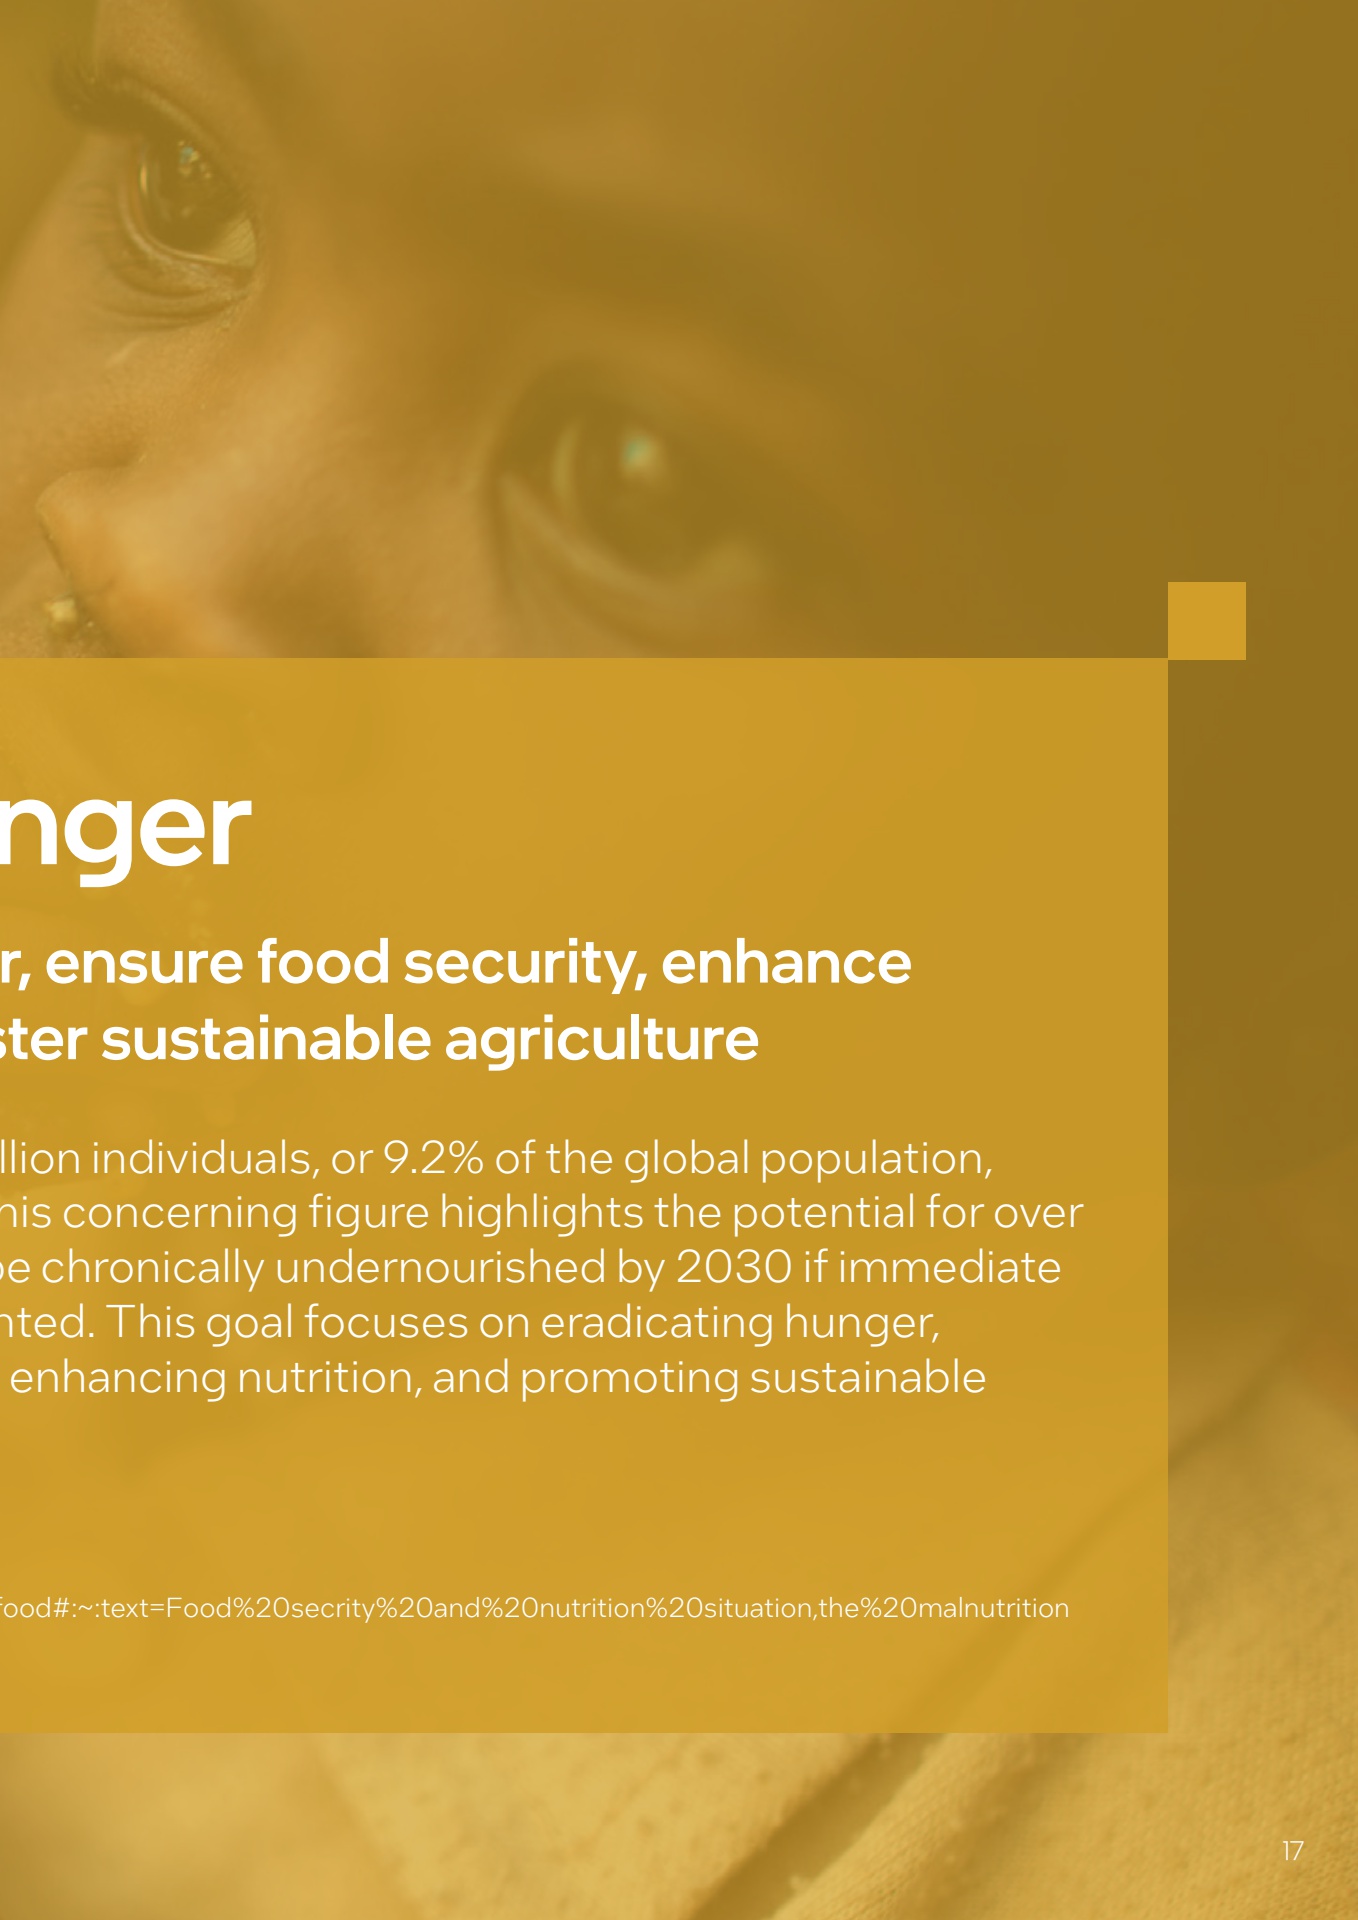 nger
r, ensure food security, enhance
ster sustainable agriculture
llion individuals, or 9.2% of the global population,
his concerning figure highlights the potential for over
be chronically undernourished by 2030 if immediate
nted. This goal focuses on eradicating hunger,
enhancing nutrition, and promoting sustainable
food#:~:text=Food%20secrity%20and%20nutrition%20situation,the%20malnutrition
17